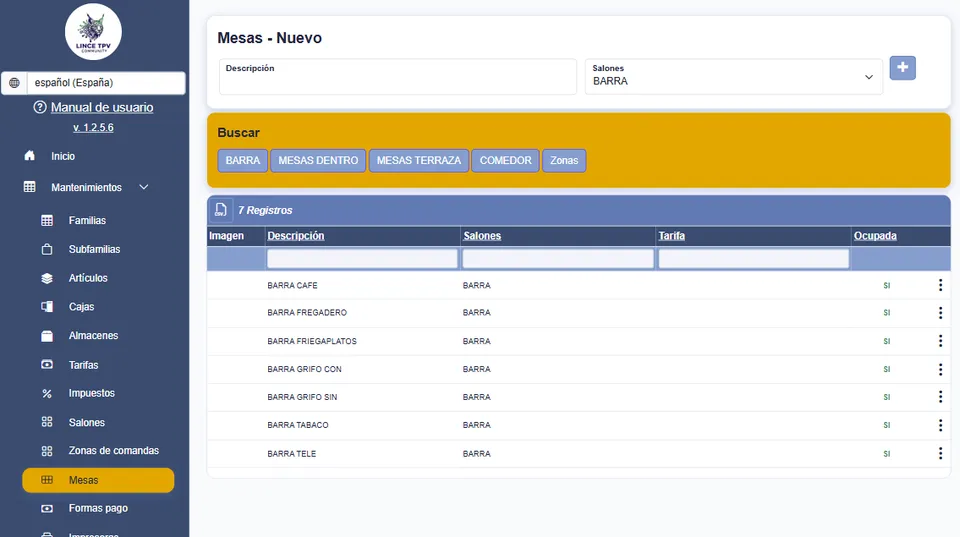 LINCE TPV
COMMUNITY
español (España)
Manual de usuario
v. 1.2.5.6
Inicio
Mantenimientos
Familias
Subfamilias
Artículos
Cajas
Almacenes
Tarifas
Impuestos
Salones
Zonas de comandas
Mesas
Formas pago
Impresoras
Mesas - Nuevo
Descripción
Salones
BARRA
Buscar
BARRA MESAS DENTRO MESAS TERRAZA COMEDOR Zonas
CSV 7 Registros
Imagen Descripción Salones Tarifa Ocupada
BARRA CAFE BARRA SI
BARRA FREGADERO BARRA SI
BARRA FRIEGAPLATOS BARRA SI
BARRA GRIFO CON BARRA SI
BARRA GRIFO SIN BARRA SI
BARRA TABACO BARRA SI
BARRA TELE BARRA SI